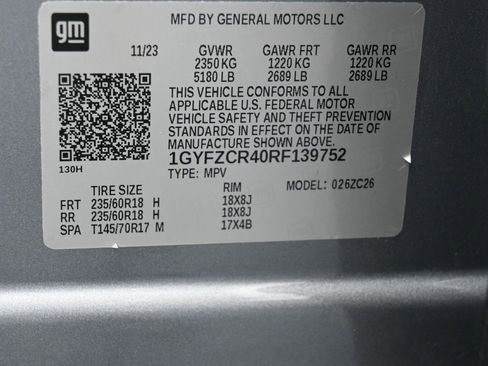 gm
MFD BY GENERAL MOTORS LLC
11/23 GVWR GAWR FRT GAWR RR
2350 KG 1220 KG 1220 KG
5180 LB 2689 LB 2689 LB
THIS VEHICLE CONFORMS TO ALL
APPLICABLE U.S. FEDERAL MOTOR
VEHICLE SAFETY AND THEFT PREVENTION
STANDARDS IN EFFECT ON THE DATE OF
MANUFACTURE SHOWN ABOVE.
1GYFZCR40RF139752
130H
TYPE: MPV
TIRE SIZE RIM MODEL: 026ZC26
FRT 235/60R18 H 18X8J
RR 235/60R18 H 18X8J
SPA T145/70R17 M 17X4B